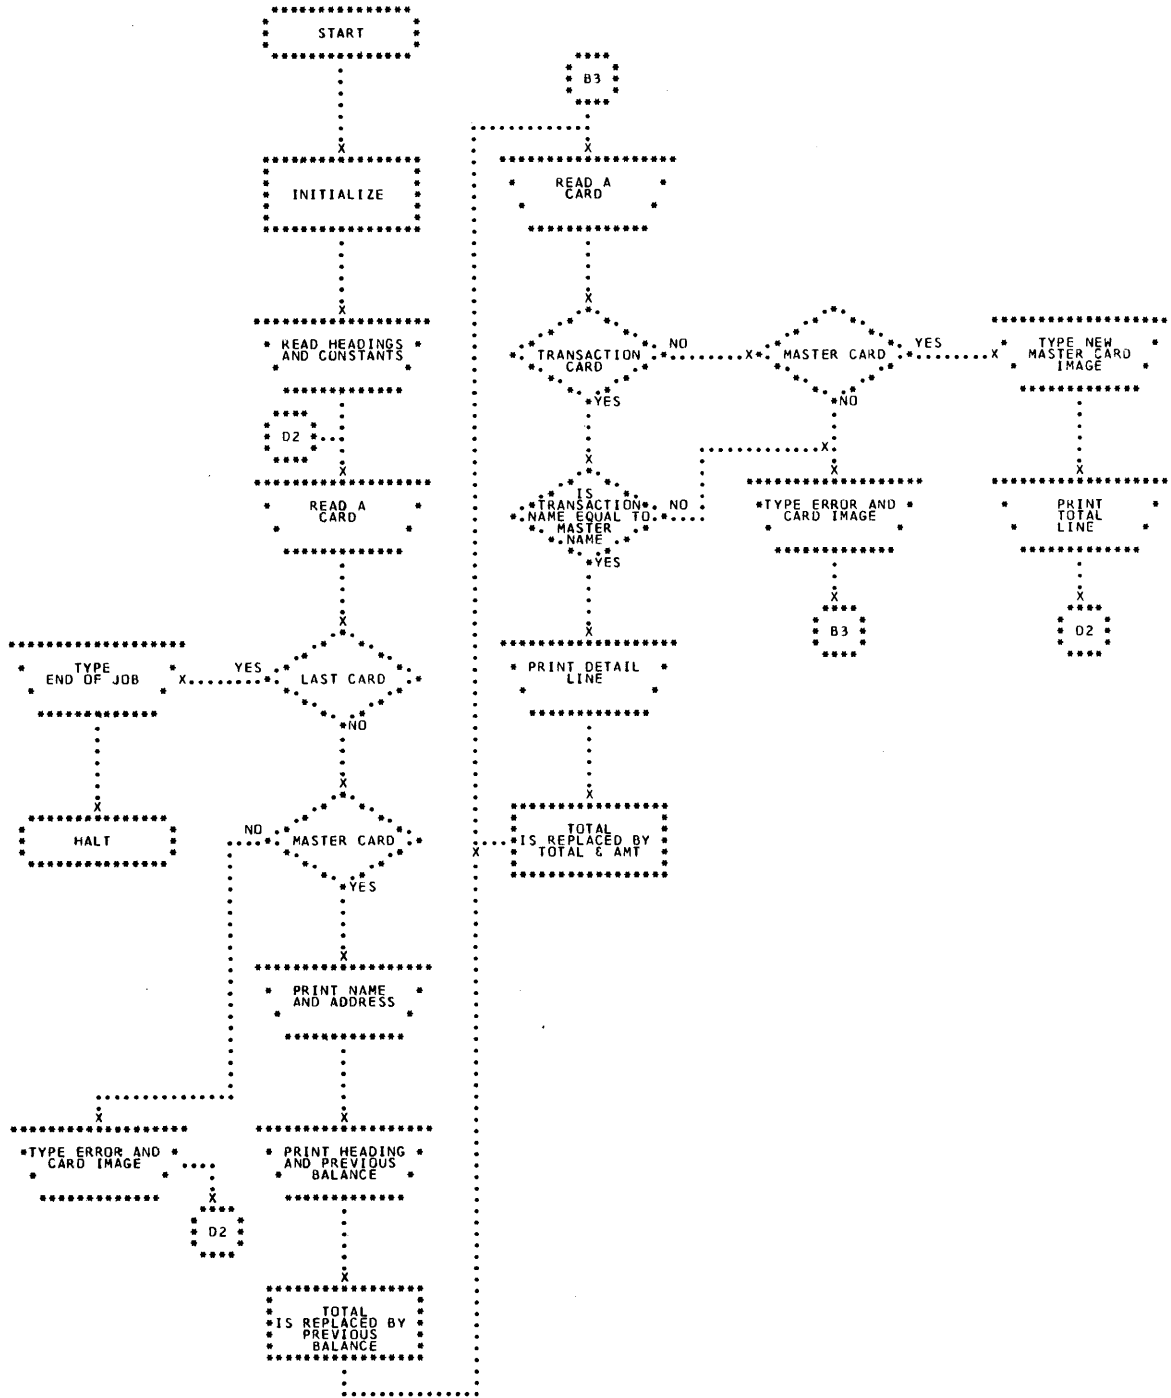 START
INITIALIZE
READ HEADINGS
AND CONSTANTS
D2
READ A
CARD
LAST CARD
YES
NO
TYPE
END OF JOB
HALT
MASTER CARD
NO
YES
PRINT NAME
AND ADDRESS
TYPE ERROR AND
CARD IMAGE
D2
PRINT HEADING
AND PREVIOUS
BALANCE
TOTAL
IS REPLACED BY
PREVIOUS
BALANCE
B3
READ A
CARD
TRANSACTION
CARD
NO
YES
MASTER CARD
YES
NO
TYPE NEW
MASTER CARD
IMAGE
IS
TRANSACTION
NAME EQUAL TO
MASTER
NAME
NO
YES
TYPE ERROR AND
CARD IMAGE
B3
PRINT
TOTAL
LINE
D2
PRINT DETAIL
LINE
TOTAL
IS REPLACED BY
TOTAL & AMT